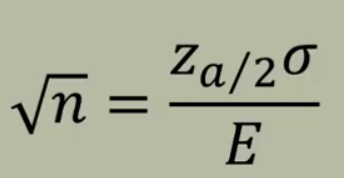 √n = z_{a/2}σ / E